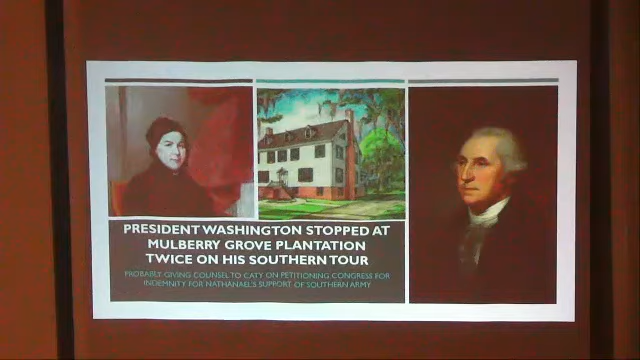 PRESIDENT WASHINGTON STOPPED AT
MULBERRY GROVE PLANTATION
TWICE ON HIS SOUTHERN TOUR
PROBABLY GIVING COUNSEL TO CATY ON PETITIONING CONGRESS FOR
INDEMNITY FOR NATHANAEL'S SUPPORT OF SOUTHERN ARMY